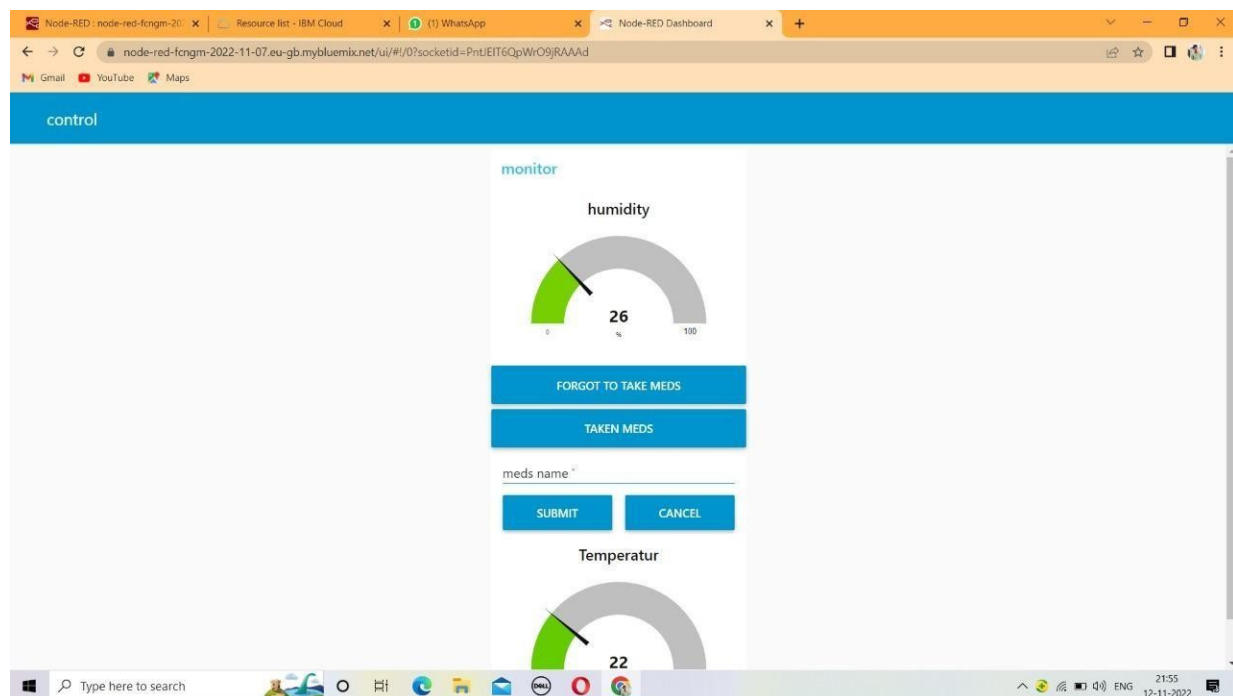 Node-RED : node-red-fcngm-20
Resource list - IBM Cloud
(1) WhatsApp
Node-RED Dashboard
node-red-fcngm-2022-11-07.eu-gb.mybluemix.net/ui/#!/0?socketid=PntJEIT6QpWrO9jRAAAd
Gmail YouTube Maps
control
monitor
humidity
26
0 % 100
FORGOT TO TAKE MEDS
TAKEN MEDS
meds name *
SUBMIT CANCEL
Temperatur
22
Type here to search
DELL
ENG
21:55
12-11-2022